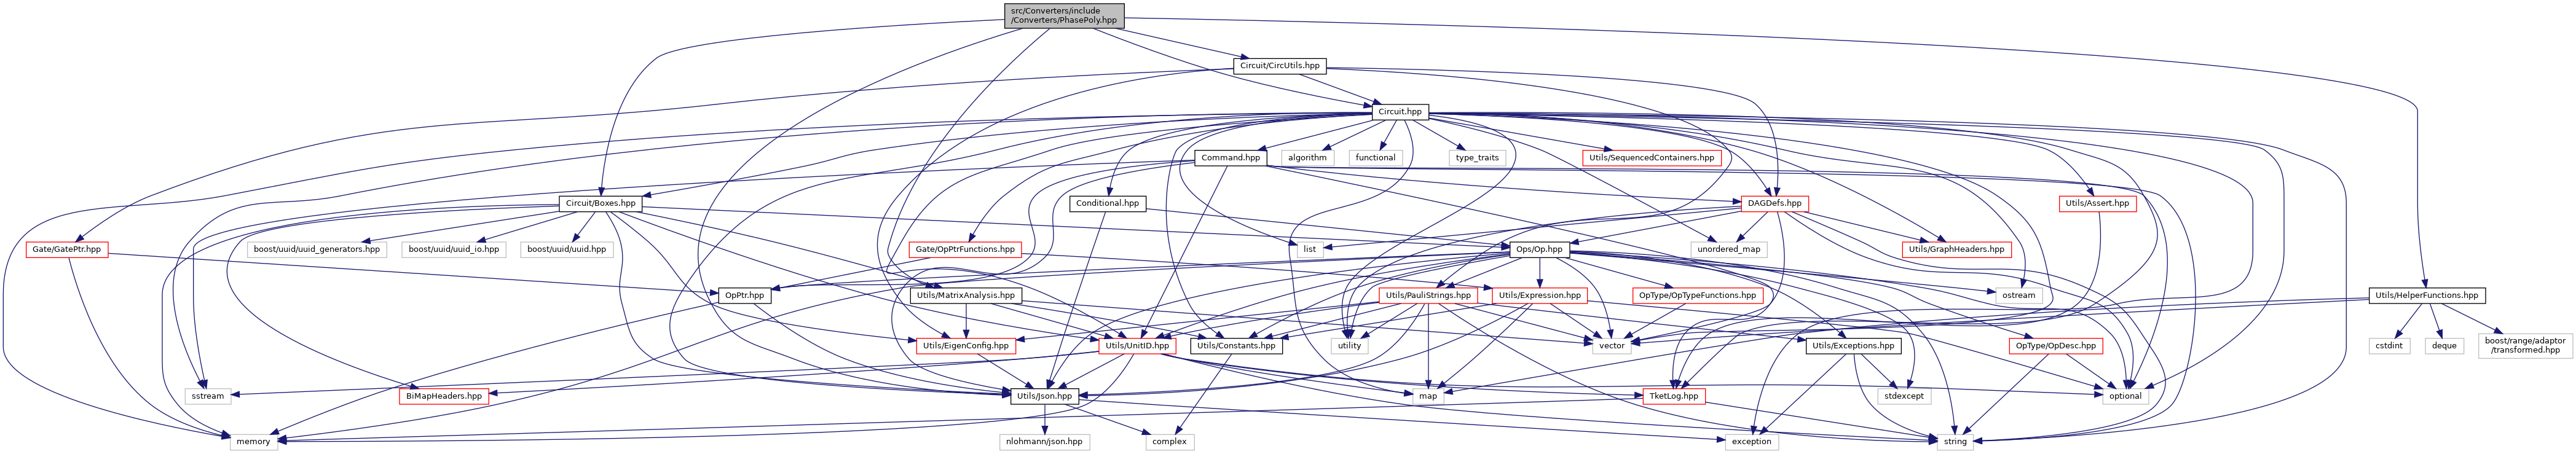 src/Converters/include
/Converters/PhasePoly.hpp
Circuit/CircUtils.hpp
Circuit.hpp
Command.hpp
algorithm
functional
type_traits
Utils/SequencedContainers.hpp
Circuit/Boxes.hpp
Conditional.hpp
DAGDefs.hpp
Utils/Assert.hpp
Gate/GatePtr.hpp
boost/uuid/uuid_generators.hpp
boost/uuid/uuid_io.hpp
boost/uuid/uuid.hpp
Gate/OpPtrFunctions.hpp
list
Ops/Op.hpp
unordered_map
Utils/GraphHeaders.hpp
OpPtr.hpp
Utils/MatrixAnalysis.hpp
Utils/PauliStrings.hpp
Utils/Expression.hpp
OpType/OpTypeFunctions.hpp
ostream
Utils/HelperFunctions.hpp
Utils/EigenConfig.hpp
Utils/UnitID.hpp
Utils/Constants.hpp
utility
vector
Utils/Exceptions.hpp
OpType/OpDesc.hpp
cstdint
deque
boost/range/adaptor
/transformed.hpp
sstream
BiMapHeaders.hpp
Utils/Json.hpp
map
TketLog.hpp
stdexcept
optional
memory
nlohmann/json.hpp
complex
exception
string